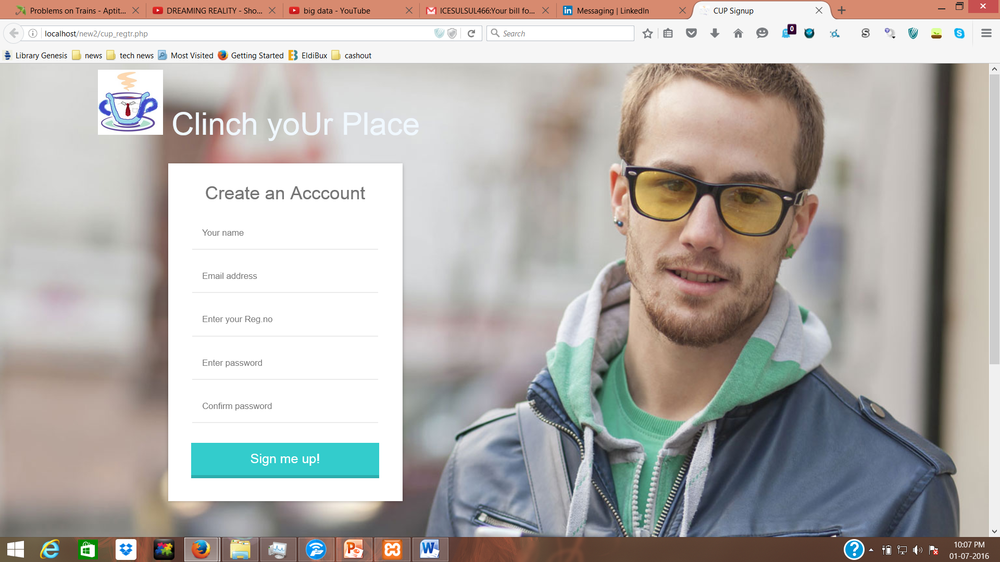 Problems on Trains - Aptit...
DREAMING REALITY - Sho...
big data - YouTube
ICESULSUL466:Your bill fo...
Messaging | LinkedIn
CUP Signup
localhost/new2/cup_regtr.php
Search
0
Library Genesis
news
tech news
Most Visited
Getting Started
EldiBux
cashout
Clinch yoUr Place
Create an Acccount
Your name
Email address
Enter your Reg.no
Enter password
Confirm password
Sign me up!
10:07 PM
01-07-2016